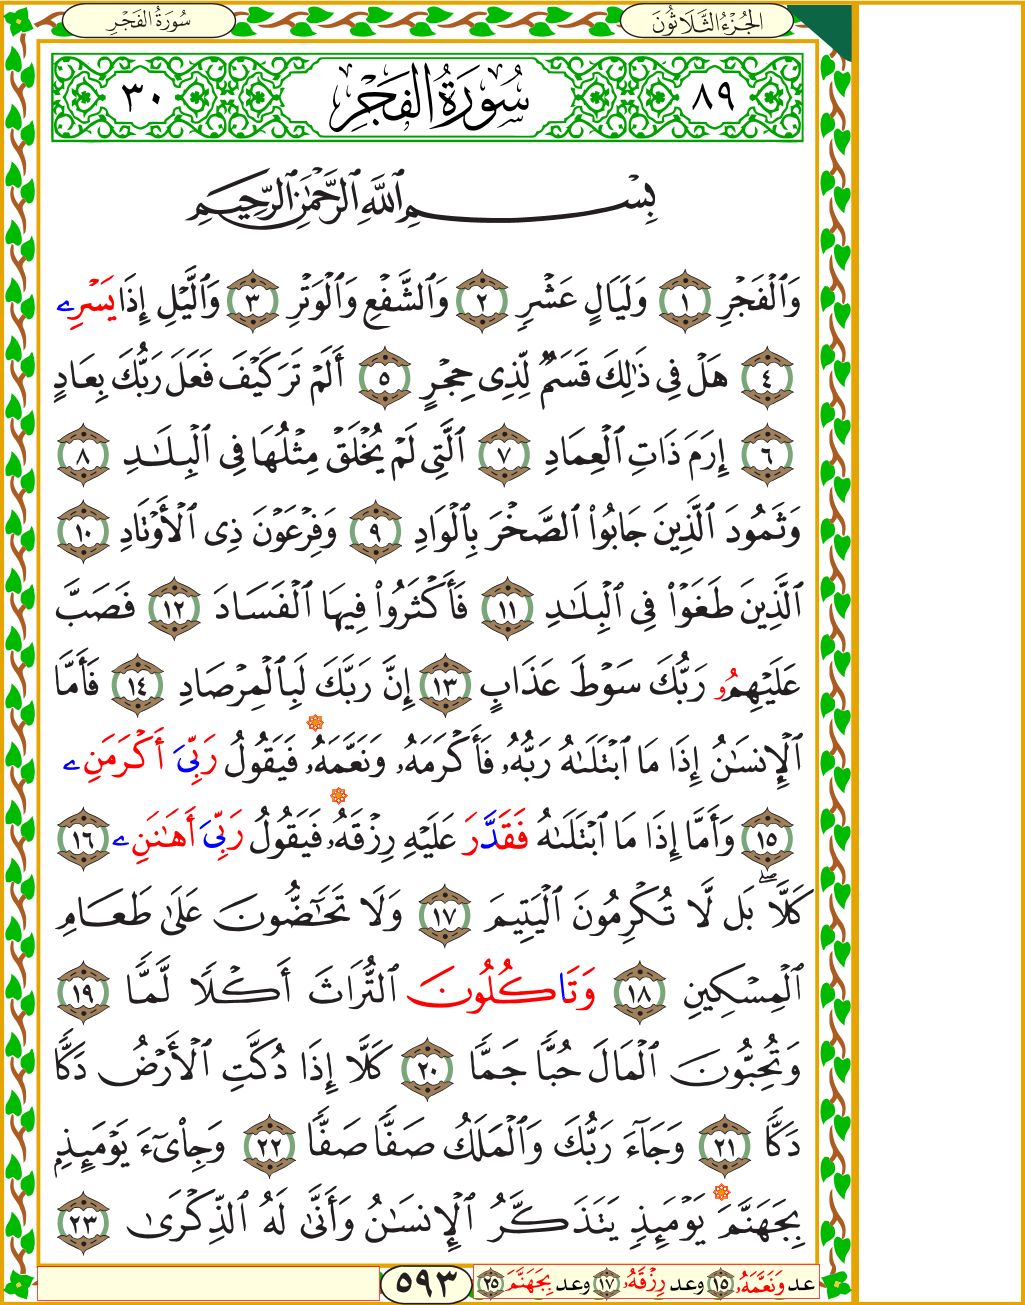 سُورَةُ الفَجْرِ
الجُزْءُ الثَّلَاثُونَ
٨٩
سُورَةُ الفَجْرِ
٣٠
بِسْمِ ٱللَّهِ ٱلرَّحْمَٰنِ ٱلرَّحِيمِ
وَٱلْفَجْرِ ١ وَلَيَالٍ عَشْرٍ ٢ وَٱلشَّفْعِ وَٱلْوَتْرِ ٣ وَٱلَّيْلِ إِذَا يَسْرِۦ
٤ هَلْ فِى ذَٰلِكَ قَسَمٌ لِّذِى حِجْرٍ ٥ أَلَمْ تَرَ كَيْفَ فَعَلَ رَبُّكَ بِعَادٍ
٦ إِرَمَ ذَاتِ ٱلْعِمَادِ ٧ ٱلَّتِى لَمْ يُخْلَقْ مِثْلُهَا فِى ٱلْبِلَٰدِ ٨
وَثَمُودَ ٱلَّذِينَ جَابُوا۟ ٱلصَّخْرَ بِٱلْوَادِ ٩ وَفِرْعَوْنَ ذِى ٱلْأَوْتَادِ ١٠
ٱلَّذِينَ طَغَوْا۟ فِى ٱلْبِلَٰدِ ١١ فَأَكْثَرُوا۟ فِيهَا ٱلْفَسَادَ ١٢ فَصَبَّ
عَلَيْهِمُۥ رَبُّكَ سَوْطَ عَذَابٍ ١٣ إِنَّ رَبَّكَ لَبِٱلْمِرْصَادِ ١٤ فَأَمَّا
ٱلْإِنسَٰنُ إِذَا مَا ٱبْتَلَىٰهُ رَبُّهُۥ فَأَكْرَمَهُۥ وَنَعَّمَهُۥ فَيَقُولُ رَبِّىَ أَكْرَمَنِۦ
١٥ وَأَمَّا إِذَا مَا ٱبْتَلَىٰهُ فَقَدَّرَ عَلَيْهِ رِزْقَهُۥ فَيَقُولُ رَبِّىَ أَهَٰنَنِۦ ١٦
كَلَّاۖ بَل لَّا تُكْرِمُونَ ٱلْيَتِيمَ ١٧ وَلَا تَحَٰٓضُّونَ عَلَىٰ طَعَامِ
ٱلْمِسْكِينِ ١٨ وَتَاكُلُونَ ٱلتُّرَاثَ أَكْلًا لَّمًّا ١٩
وَتُحِبُّونَ ٱلْمَالَ حُبًّا جَمًّا ٢٠ كَلَّا إِذَا دُكَّتِ ٱلْأَرْضُ دَكًّا
دَكًّا ٢١ وَجَآءَ رَبُّكَ وَٱلْمَلَكُ صَفًّا صَفًّا ٢٢ وَجِا۟ىٓءَ يَوْمَئِذٍ
بِجَهَنَّمَ يَوْمَئِذٍ يَتَذَكَّرُ ٱلْإِنسَٰنُ وَأَنَّىٰ لَهُ ٱلذِّكْرَىٰ ٢٣
عد وَنَعَّمَهُۥ ١٥ وعد رِزْقَهُۥ ١٧ وعد بِجَهَنَّمَ ٢٥
٥٩٣